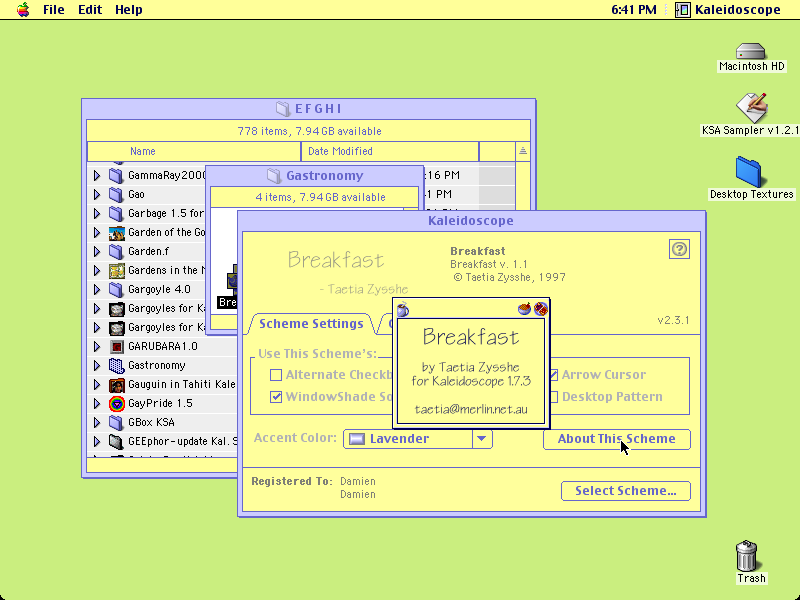 File Edit Help
6:41 PM
Kaleidoscope
Macintosh HD
KSA Sampler v1.2.1
Desktop Textures
Trash
E F G H I
778 items, 7.94 GB available
Name
Date Modified
GammaRay2000
:16 PM
Gao
1 PM
Garbage 1.5 for
Garden of the Go
Garden.f
Gardens in the
Gargoyle 4.0
Gargoyles for K
Gargoyles for K
GARUBARA1.0
Gastronomy
Gauguin in Tahiti Kale
GayPride 1.5
GBox KSA
GEEphor-update Kal. S
Gastronomy
4 items, 7.94 GB available
Bre
Kaleidoscope
Breakfast
- Taetia Zysshe
Breakfast
Breakfast v. 1.1
© Taetia Zysshe, 1997
v2.3.1
Scheme Settings
Use This Scheme's:
Alternate Checkb
WindowShade So
Arrow Cursor
Desktop Pattern
Accent Color:
Lavender
About This Scheme
Registered To:
Damien
Damien
Select Scheme...
Breakfast
by Taetia Zysshe
for Kaleidoscope 1.7.3
taetia@merlin.net.au